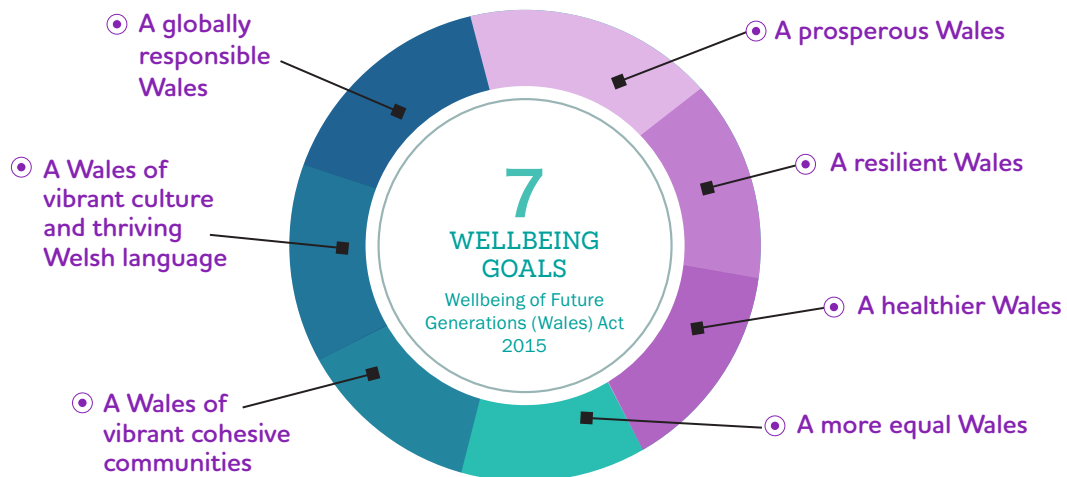 A globally
responsible
Wales
A prosperous Wales
A Wales of
vibrant culture
and thriving
Welsh language
A resilient Wales
7
WELLBEING
GOALS
Wellbeing of Future
Generations (Wales) Act
2015
A healthier Wales
A Wales of
vibrant cohesive
communities
A more equal Wales